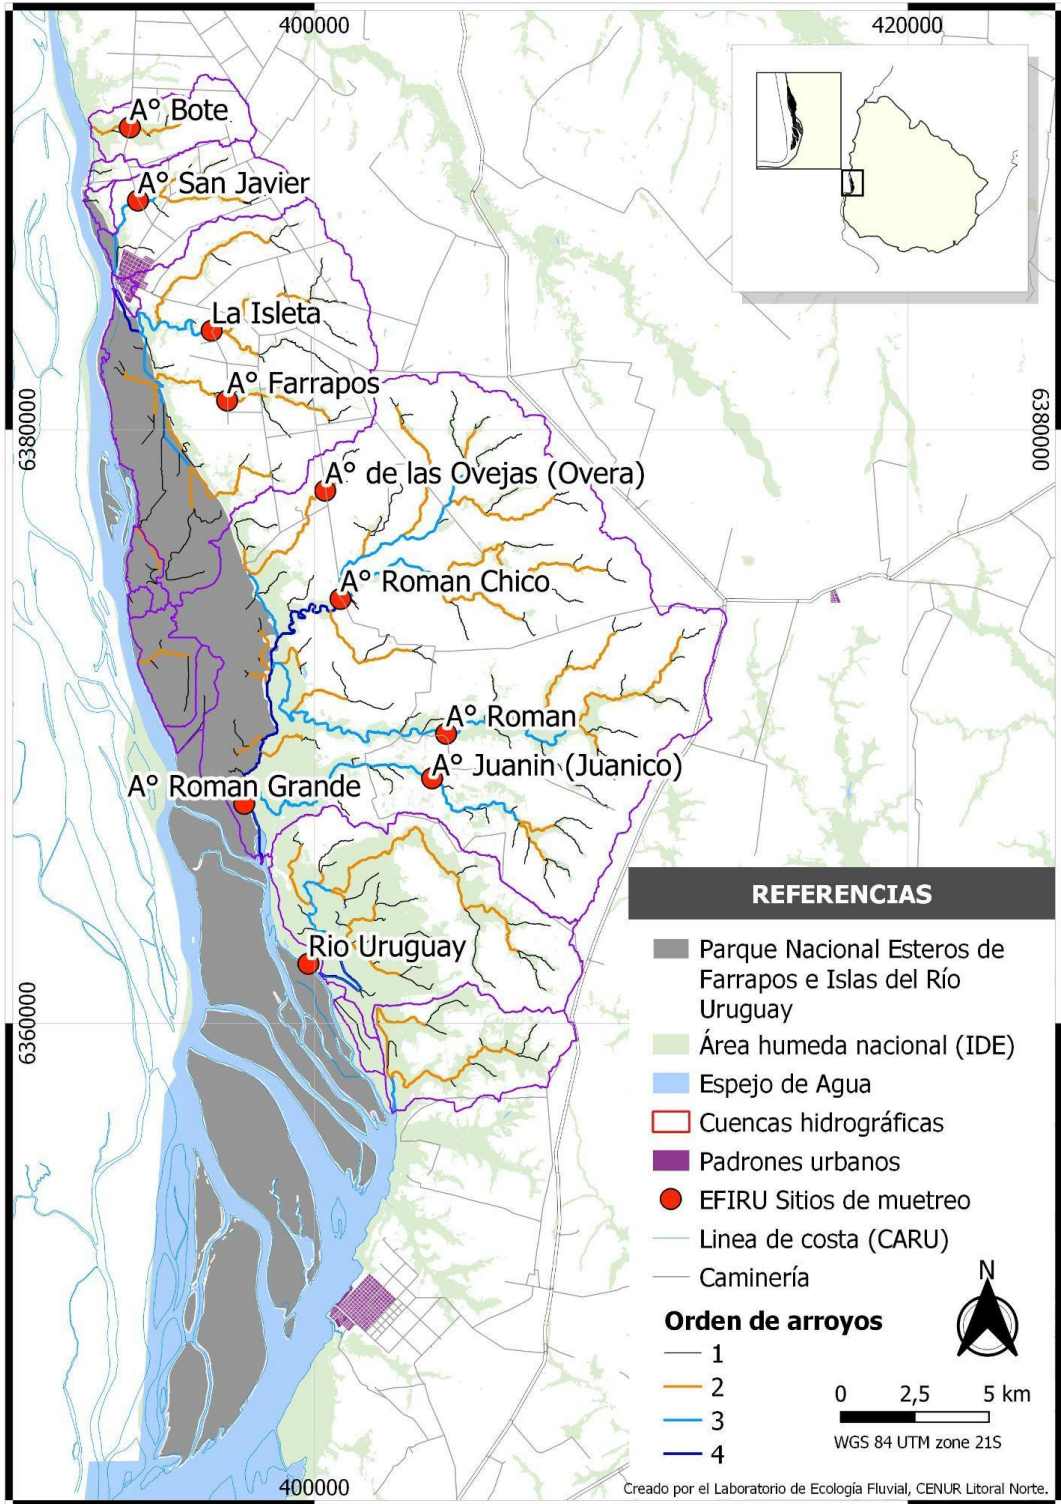 400000
420000
A° Bote
A° San Javier
La Isleta
A° Farrapos
6380000
6380000
A° de las Ovejas (Overa)
A° Roman Chico
A° Roman
A° Juanin (Juanico)
A° Roman Grande
Rio Uruguay
6360000
REFERENCIAS
Parque Nacional Esteros de
Farrapos e Islas del Río
Uruguay
Área humeda nacional (IDE)
Espejo de Agua
Cuencas hidrográficas
Padrones urbanos
EFIRU Sitios de muetreo
Linea de costa (CARU)
Caminería
Orden de arroyos
1
2
3
4
N
0 2,5 5 km
WGS 84 UTM zone 21S
400000
Creado por el Laboratorio de Ecología Fluvial, CENUR Litoral Norte.